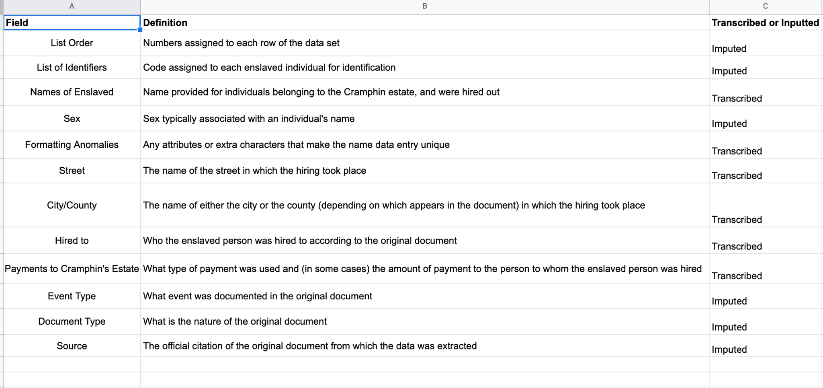 A B C
Field Definition Transcribed or Inputted
List Order Numbers assigned to each row of the data set Imputed
List of Identifiers Code assigned to each enslaved individual for identification Imputed
Names of Enslaved Name provided for individuals belonging to the Cramphin estate, and were hired out Transcribed
Sex Sex typically associated with an individual's name Imputed
Formatting Anomalies Any attributes or extra characters that make the name data entry unique Transcribed
Street The name of the street in which the hiring took place Transcribed
City/County The name of either the city or the county (depending on which appears in the document) in which the hiring took place Transcribed
Hired to Who the enslaved person was hired to according to the original document Transcribed
Payments to Cramphin's Estate What type of payment was used and (in some cases) the amount of payment to the person to whom the enslaved person was hired Transcribed
Event Type What event was documented in the original document Imputed
Document Type What is the nature of the original document Imputed
Source The official citation of the original document from which the data was extracted Imputed